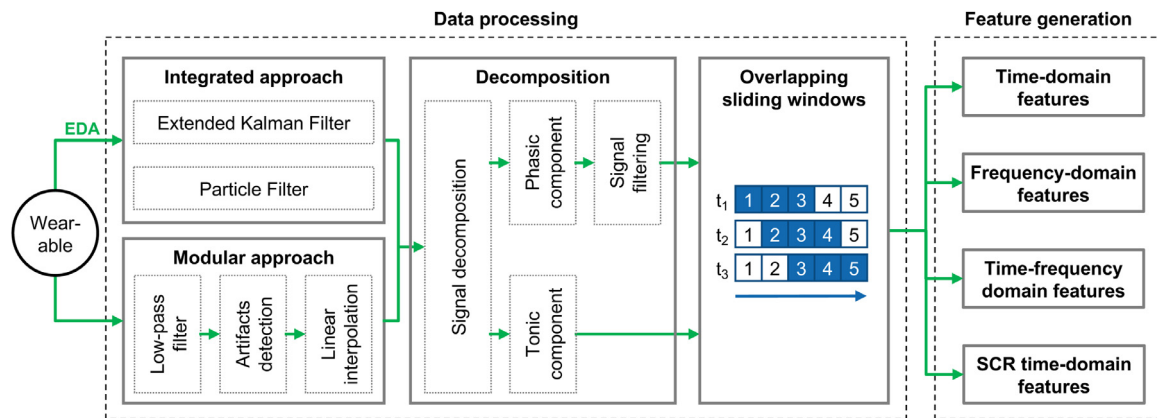 Data processing
Feature generation
EDA
Wear-
able
Integrated approach
Extended Kalman Filter
Particle Filter
Modular approach
Low-pass
filter
Artifacts
detection
Linear
interpolation
Decomposition
Signal decomposition
Phasic
component
Signal
filtering
Tonic
component
Overlapping
sliding windows
t1 1 2 3 4 5
t2 1 2 3 4 5
t3 1 2 3 4 5
Time-domain
features
Frequency-domain
features
Time-frequency
domain features
SCR time-domain
features